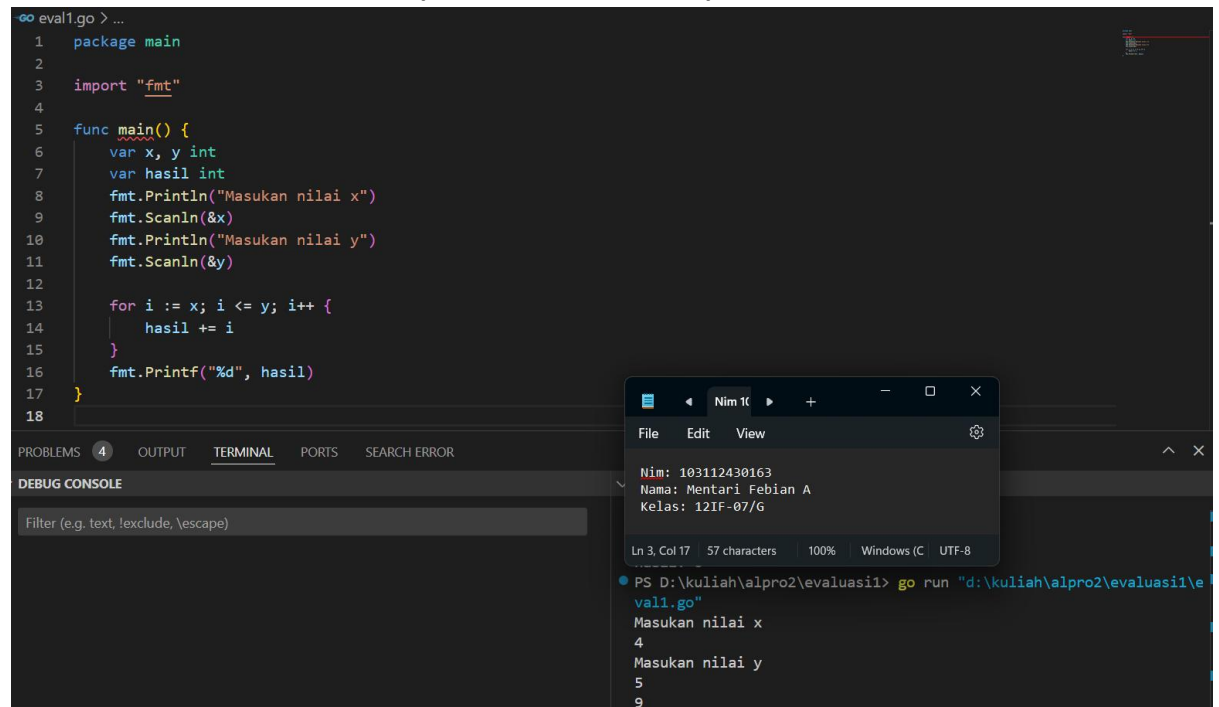 eval1.go > ...
1 package main
2
3 import "fmt"
4
5 func main() {
6 var x, y int
7 var hasil int
8 fmt.Println("Masukan nilai x")
9 fmt.Scanln(&x)
10 fmt.Println("Masukan nilai y")
11 fmt.Scanln(&y)
12
13 for i := x; i <= y; i++ {
14 hasil += i
15 }
16 fmt.Printf("%d", hasil)
17 }
18
Nim 10
File Edit View
Nim: 103112430163
Nama: Mentari Febian A
Kelas: 12IF-07/G
Ln 3, Col 17 57 characters 100% Windows (C UTF-8
PROBLEMS 4 OUTPUT TERMINAL PORTS SEARCH ERROR
DEBUG CONSOLE
Filter (e.g. text, !exclude, \escape)
PS D:\kuliah\alpro2\evaluasi1> go run "d:\kuliah\alpro2\evaluasi1\e
val1.go"
Masukan nilai x
4
Masukan nilai y
5
9